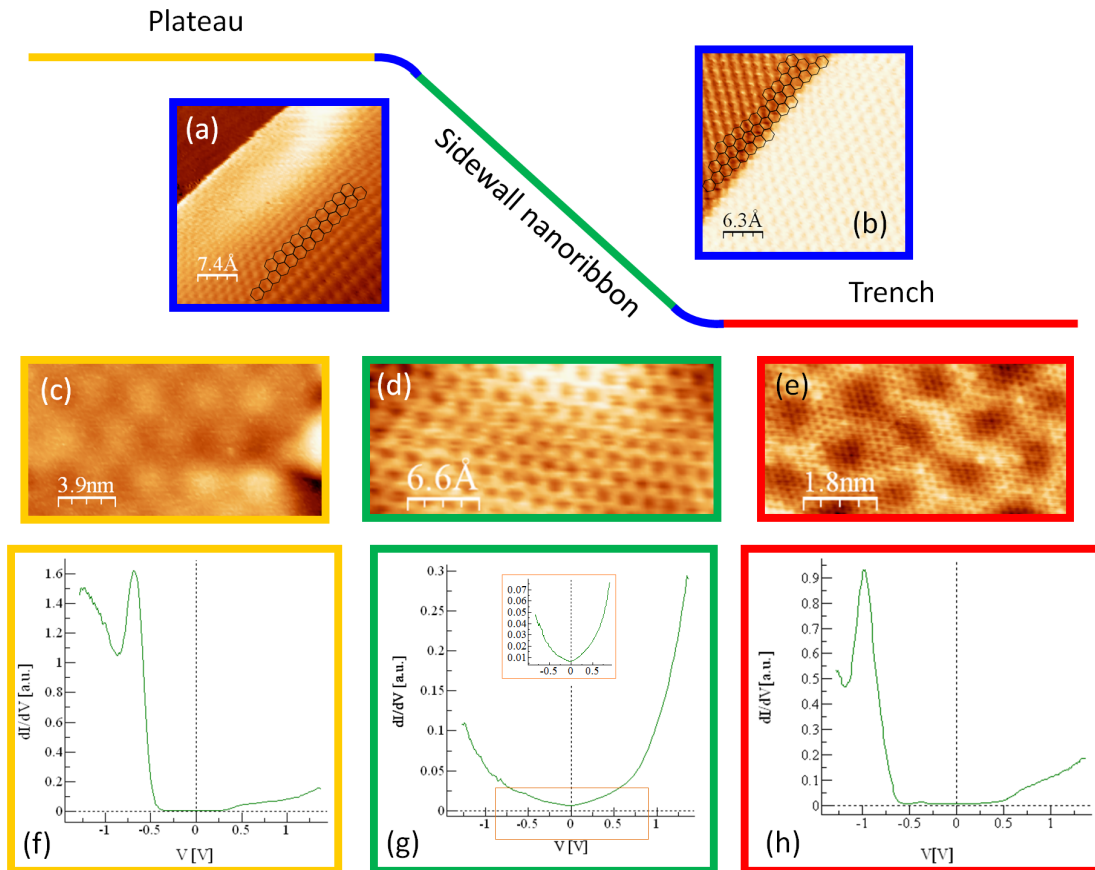 Plateau
(a)
7.4Å
Sidewall nanoribbon
6.3Å
(b)
Trench
(c)
3.9nm
(d)
6.6Å
(e)
1.8nm
1.6
1.4
1.2
1
0.8
0.6
0.4
0.2
0
dI/dV [a.u.]
-1 -0.5 0 0.5 1
V [V]
(f)
0.3
0.25
0.2
0.15
0.1
0.05
0
dI/dV [a.u.]
0.07
0.06
0.05
0.04
0.03
0.02
0.01
-0.5 0 0.5
-1 -0.5 0 0.5 1
V [V]
(g)
0.9
0.8
0.7
0.6
0.5
0.4
0.3
0.2
0.1
0
dI/dV [a.u.]
-1 -0.5 0 0.5 1
V[V]
(h)